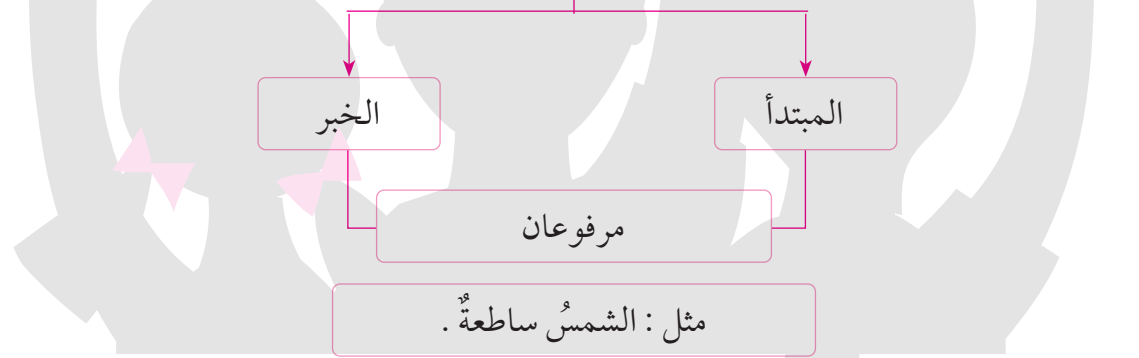 المبتدأ
الخبر
مرفوعان
مثل : الشمسُ ساطعةٌ .